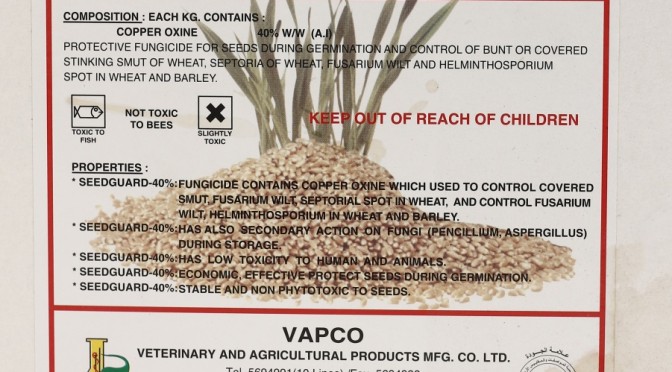 COMPOSITION : EACH KG. CONTAINS :
COPPER OXINE 40% W/W (A.I)
PROTECTIVE FUNGICIDE FOR SEEDS DURING GERMINATION AND CONTROL OF BUNT OR COVERED
STINKING SMUT OF WHEAT, SEPTORIA OF WHEAT, FUSARIUM WILT AND HELMINTHOSPORIUM
SPOT IN WHEAT AND BARLEY.
TOXIC TO
FISH
NOT TOXIC
TO BEES
SLIGHTLY
TOXIC
KEEP OUT OF REACH OF CHILDREN
PROPERTIES :
* SEEDGUARD-40%:FUNGICIDE CONTAINS COPPER OXINE WHICH USED TO CONTROL COVERED
SMUT, FUSARIUM WILT, SEPTORIAL SPOT IN WHEAT, AND CONTROL FUSARIUM
WILT, HELMINTHOSPORIUM IN WHEAT AND BARLEY.
* SEEDGUARD-40%:HAS ALSO SECONDARY ACTION ON FUNGI (PENCILLIUM, ASPERGILLUS)
DURING STORAGE.
* SEEDGUARD-40%:HAS LOW TOXICITY TO HUMAN AND ANIMALS.
* SEEDGUARD-40%:ECONOMIC, EFFECTIVE PROTECT SEEDS DURING GERMINATION.
* SEEDGUARD-40%:STABLE AND NON PHYTOTOXIC TO SEEDS.
VAPCO
VETERINARY AND AGRICULTURAL PRODUCTS MFG. CO. LTD.
علامة الجودة